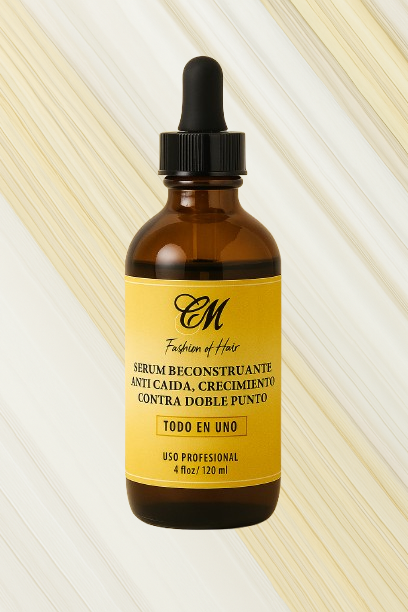 CM
Fashion of Hair
SERUM BECONSTRUANTE
ANTI CAIDA, CRECIMIENTO
CONTRA DOBLE PUNTO
TODO EN UNO
USO PROFESIONAL
4 floz/ 120 ml